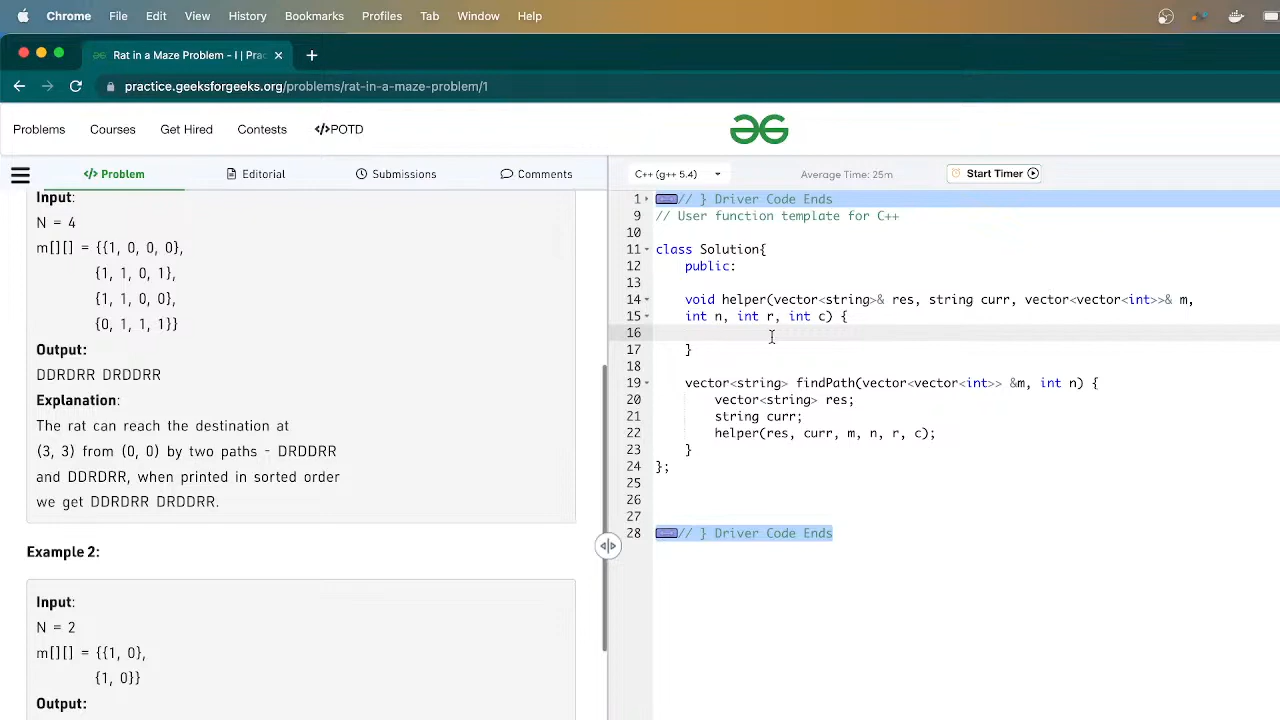 Chrome File Edit View History Bookmarks Profiles Tab Window Help
Rat in a Maze Problem - I | Prac
practice.geeksforgeeks.org/problems/rat-in-a-maze-problem/1
Problems Courses Get Hired Contests </>POTD
</> Problem Editorial Submissions Comments
Input:
N = 4
m[][] = {{1, 0, 0, 0},
{1, 1, 0, 1},
{1, 1, 0, 0},
{0, 1, 1, 1}}
Output:
DDRDRR DRDDRR
Explanation:
The rat can reach the destination at
(3, 3) from (0, 0) by two paths - DRDDRR
and DDRDRR, when printed in sorted order
we get DDRDRR DRDDRR.
Example 2:
Input:
N = 2
m[][] = {{1, 0},
{1, 0}}
Output:
C++ (g++ 5.4) Average Time: 25m Start Timer
1 // } Driver Code Ends
9 // User function template for C++
10
11 class Solution{
12 public:
13
14 void helper(vector<string>& res, string curr, vector<vector<int>>& m,
15 int n, int r, int c) {
16
17 }
18
19 vector<string> findPath(vector<vector<int>> &m, int n) {
20 vector<string> res;
21 string curr;
22 helper(res, curr, m, n, r, c);
23 }
24 };
25
26
27
28 // } Driver Code Ends